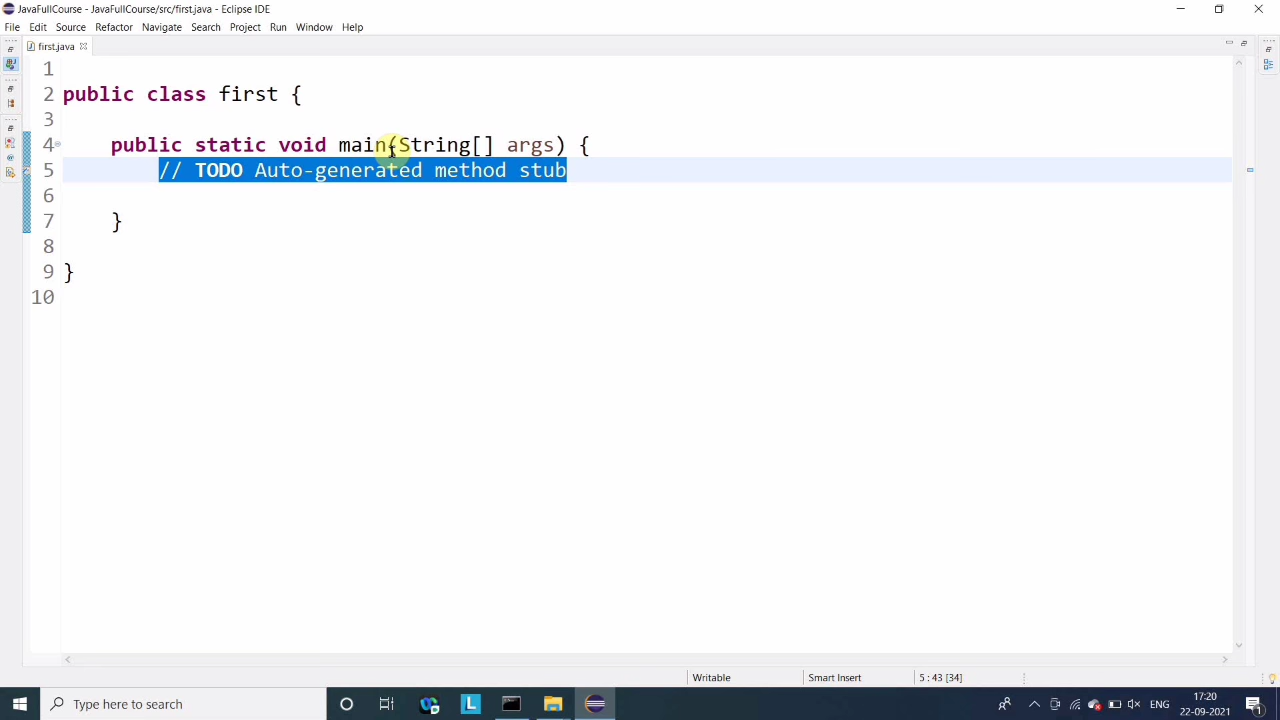 JavaFullCourse - JavaFullCourse/src/first.java - Eclipse IDE
File Edit Source Refactor Navigate Search Project Run Window Help
first.java
1
2 public class first {
3
4 public static void main(String[] args) {
5 // TODO Auto-generated method stub
6
7 }
8
9 }
10
Writable Smart Insert 5 : 43 [34]
Type here to search L ENG 17:20 22-09-2021 1